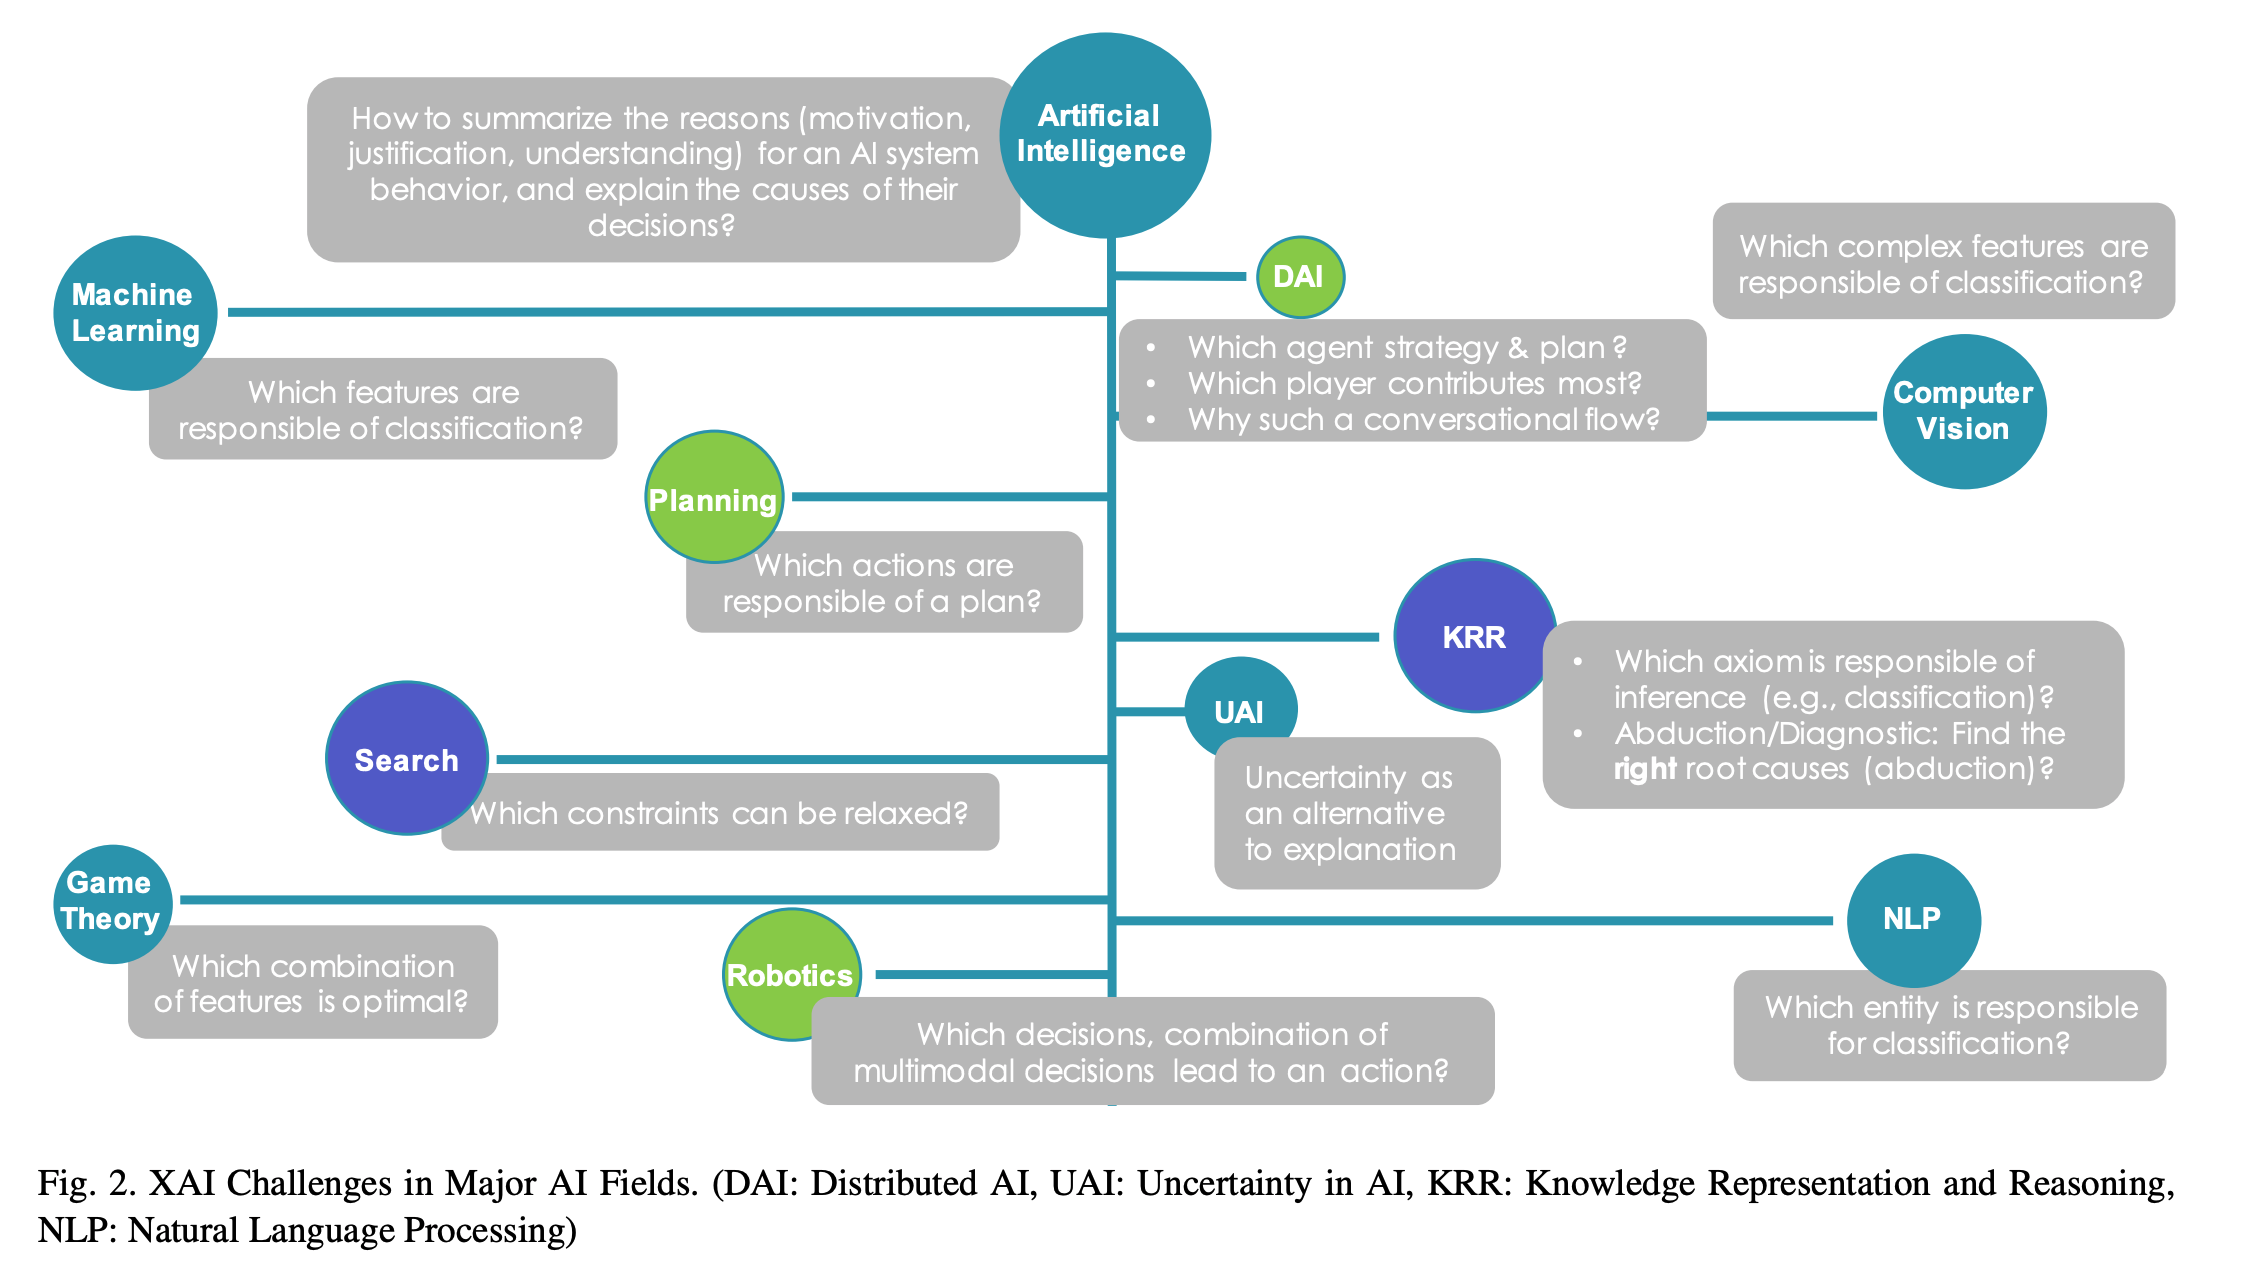 Artificial
Intelligence
How to summarize the reasons (motivation,
justification, understanding) for an AI system
behavior, and explain the causes of their
decisions?
Machine
Learning
Which features are
responsible of classification?
DAI
• Which agent strategy & plan ?
• Which player contributes most?
• Why such a conversational flow?
Which complex features are
responsible of classification?
Computer
Vision
Planning
Which actions are
responsible of a plan?
KRR
• Which axiom is responsible of
inference (e.g., classification)?
• Abduction/Diagnostic: Find the
right root causes (abduction)?
UAI
Uncertainty as
an alternative
to explanation
Search
Which constraints can be relaxed?
Game
Theory
Which combination
of features is optimal?
Robotics
Which decisions, combination of
multimodal decisions lead to an action?
NLP
Which entity is responsible
for classification?
Fig. 2. XAI Challenges in Major AI Fields. (DAI: Distributed AI, UAI: Uncertainty in AI, KRR: Knowledge Representation and Reasoning,
NLP: Natural Language Processing)